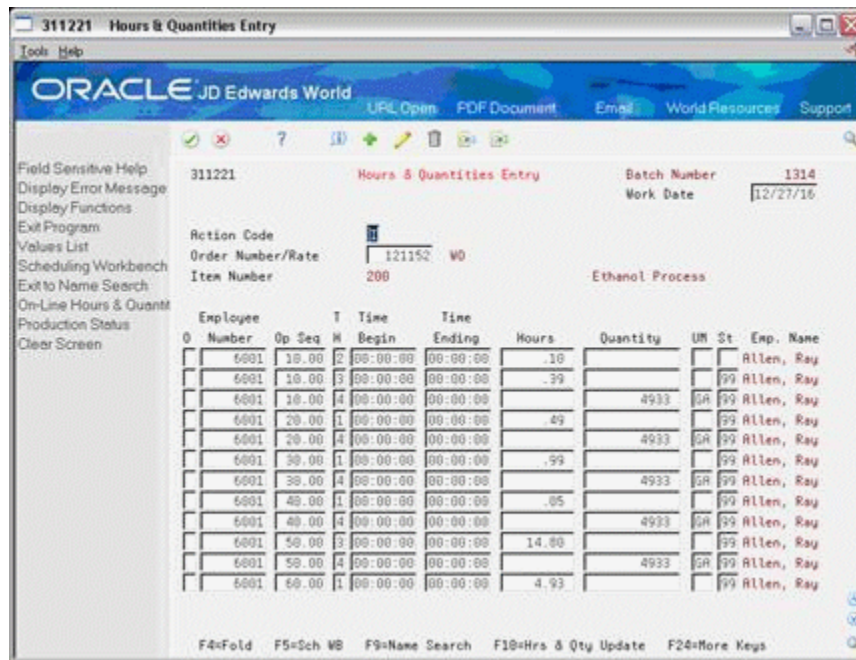 311221 Hours & Quantities Entry
Tools Help
ORACLE JD Edwards World
URL Open PDF Document Email World Resources Support
Field Sensitive Help
Display Error Message
Display Functions
Exit Program
Values List
Scheduling Workbench
Exit to Name Search
On-Line Hours & Quantit
Production Status
Clear Screen
311221 Hours & Quantities Entry Batch Number 1314
Work Date 12/27/16
Action Code I
Order Number/Rate 121152 WO
Item Number 200 Ethanol Process
Employee T Time Time
O Number Op Seq H Begin Ending Hours Quantity UM St Emp. Name
6001 10.00 2 00:00:00 00:00:00 .10 Allen, Ray
6001 10.00 3 00:00:00 00:00:00 .39 99 Allen, Ray
6001 10.00 4 00:00:00 00:00:00 4933 GA 99 Allen, Ray
6001 20.00 1 00:00:00 00:00:00 .49 99 Allen, Ray
6001 20.00 4 00:00:00 00:00:00 4933 GA 99 Allen, Ray
6001 30.00 1 00:00:00 00:00:00 .99 99 Allen, Ray
6001 30.00 4 00:00:00 00:00:00 4933 GA 99 Allen, Ray
6001 40.00 1 00:00:00 00:00:00 .05 99 Allen, Ray
6001 40.00 4 00:00:00 00:00:00 4933 GA 99 Allen, Ray
6001 50.00 3 00:00:00 00:00:00 14.80 99 Allen, Ray
6001 50.00 4 00:00:00 00:00:00 4933 GA 99 Allen, Ray
6001 60.00 1 00:00:00 00:00:00 4.93 99 Allen, Ray
F4=Fold F5=Sch WB F9=Name Search F10=Hrs & Qty Update F24=More Keys